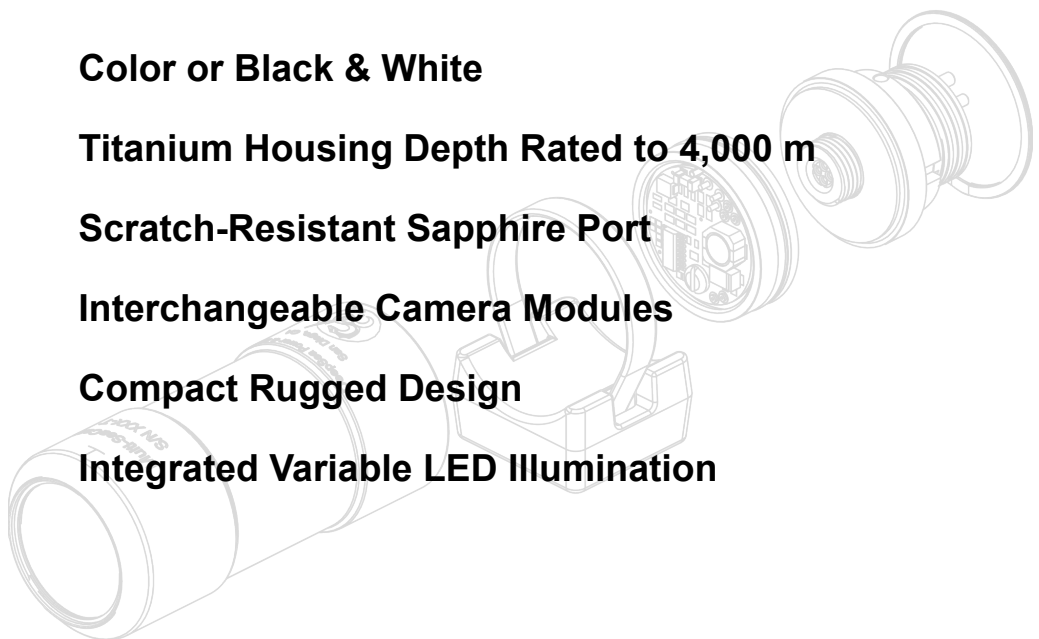 Color or Black & White
Titanium Housing Depth Rated to 4,000 m
Scratch-Resistant Sapphire Port
Interchangeable Camera Modules
Compact Rugged Design
Integrated Variable LED Illumination
S/N XXX